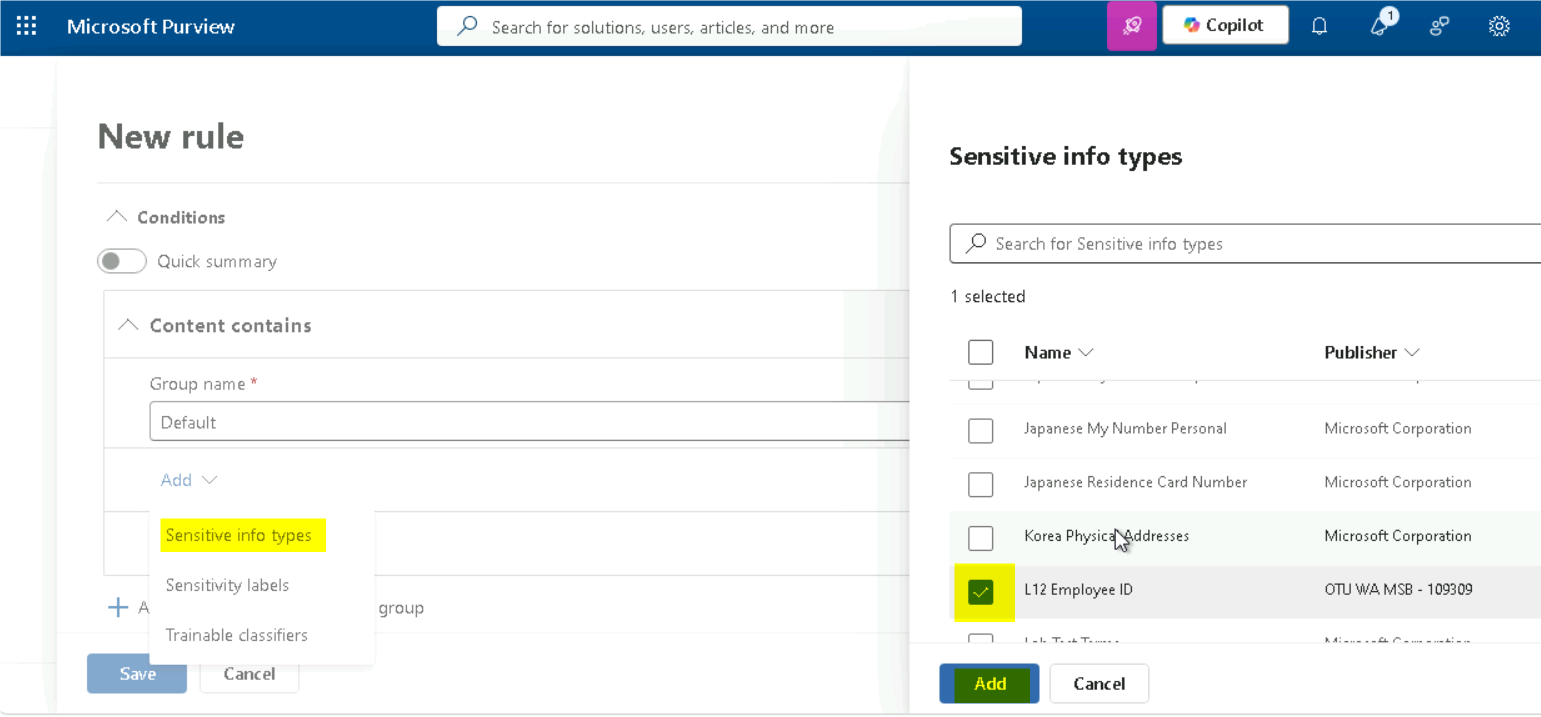 Microsoft Purview
Search for solutions, users, articles, and more
Copilot
1
New rule
Conditions
Quick summary
Content contains
Group name *
Default
Add
Sensitive info types
Sensitivity labels
Trainable classifiers
A
group
Save
Cancel
Sensitive info types
Search for Sensitive info types
1 selected
Name
Publisher
Japanese My Number Personal Microsoft Corporation
Japanese Residence Card Number Microsoft Corporation
Korea Physical Addresses Microsoft Corporation
L12 Employee ID OTU WA MSB - 109309
Add
Cancel